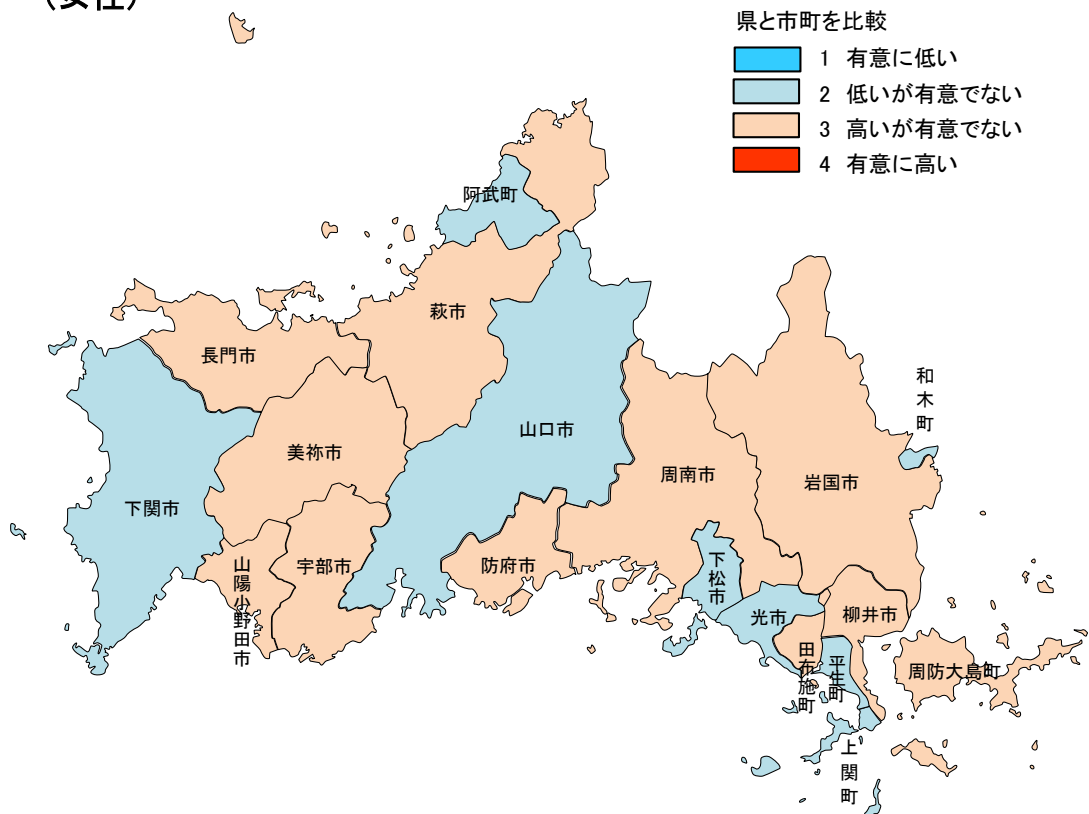 （女性）
県と市町を比較
1 有意に低い
2 低いが有意でない
3 高いが有意でない
4 有意に高い
阿武町
萩市
長門市
和木町
山口市
美祢市
周南市
岩国市
下関市
山陽小野田市
宇部市
防府市
下松市
光市
柳井市
田布施町
平生町
周防大島町
上関町